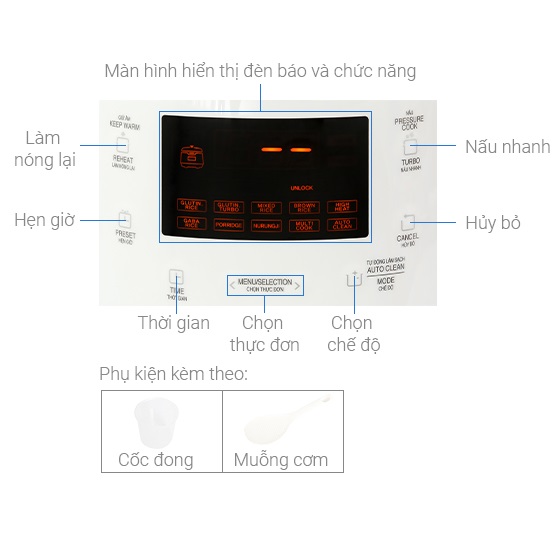 Màn hình hiển thị đèn báo và chức năng
GIỮ ẤM
KEEP WARM
NẤU
PRESSURE
COOK
Làm
nóng lại
REHEAT
LÀM NÓNG LẠI
TURBO
NẤU NHANH
Nấu nhanh
UNLOCK
GLUTIN. RICE
GLUTIN. TURBO
MIXED RICE
BROWN RICE
HIGH HEAT
GABA RICE
PORRIDGE
NURUNGJI
MULTI COOK
AUTO CLEAN
Hẹn giờ
PRESET
HẸN GIỜ
CANCEL
HỦY BỎ
Hủy bỏ
TỰ ĐỘNG LÀM SẠCH
AUTO CLEAN
MODE
CHẾ ĐỘ
TIME
THỜI GIAN
MENU/SELECTION
CHỌN THỰC ĐƠN
Thời gian
Chọn
thực đơn
Chọn
chế độ
Phụ kiện kèm theo:
Cốc đong
Muỗng cơm